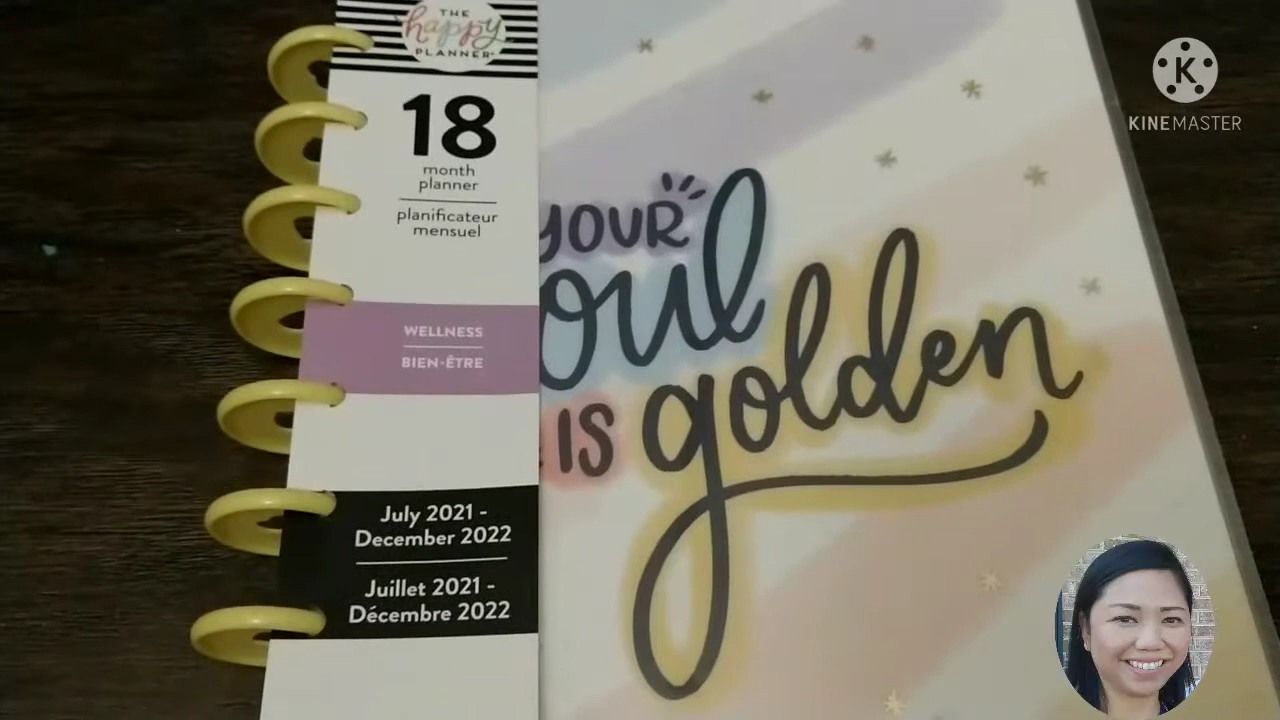 THE
happy
PLANNER
18
month
planner
planificateur
mensuel
WELLNESS
BIEN-ÊTRE
July 2021 -
December 2022
Juillet 2021 -
Décembre 2022
YOUR
oul
IS golden
K
KINEMASTER